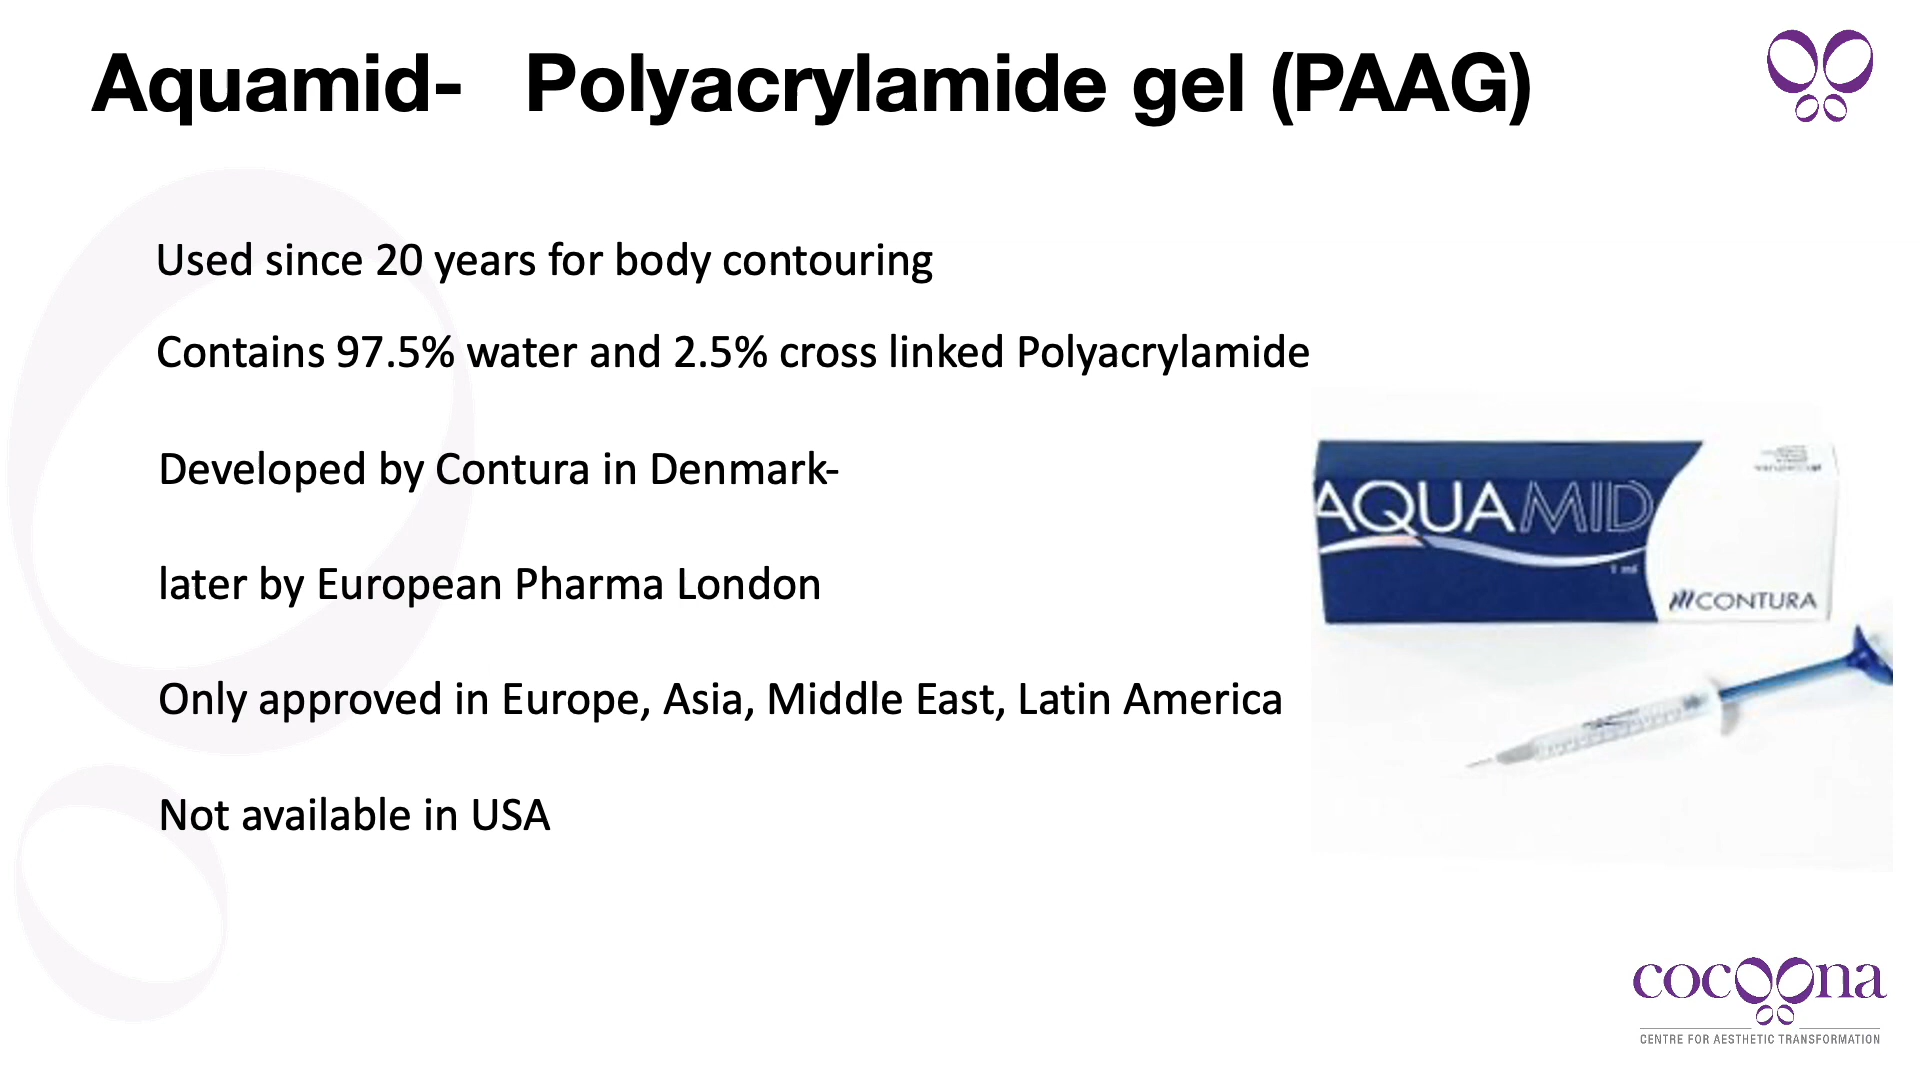 Aquamid- Polyacrylamide gel (PAAG)
Used since 20 years for body contouring
Contains 97.5% water and 2.5% cross linked Polyacrylamide
Developed by Contura in Denmark-
later by European Pharma London
Only approved in Europe, Asia, Middle East, Latin America
Not available in USA
AQUAMID
1 ml
CONTURA
cocoona
CENTRE FOR AESTHETIC TRANSFORMATION